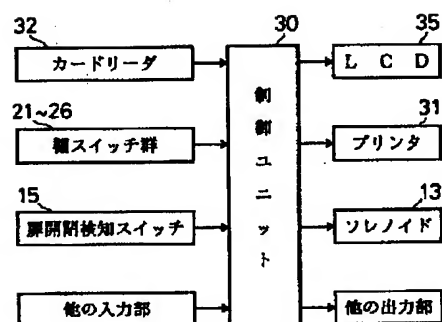 32
カードリーダ
21~26
棚スイッチ群
15
扉開閉検知スイッチ
他の入力部
30
制御ユニット
35
L C D
31
プリンタ
13
ソレノイド
他の出力部